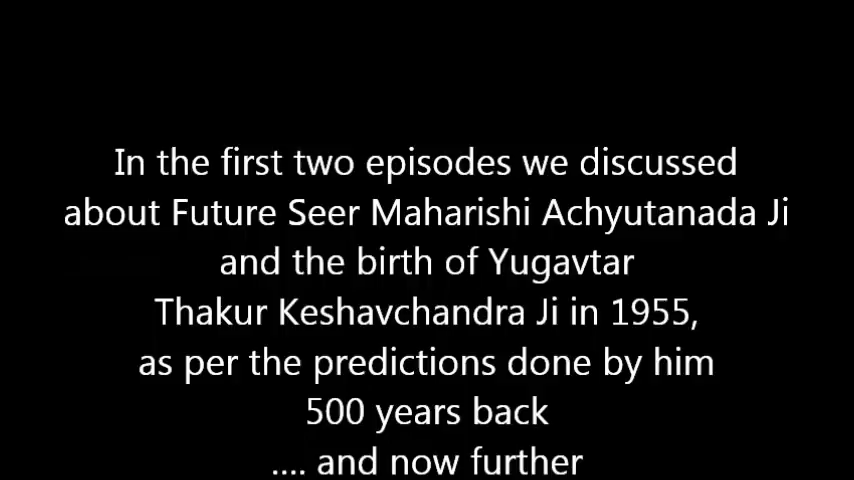 In the first two episodes we discussed
about Future Seer Maharishi Achyutanada Ji
and the birth of Yugavtar
Thakur Keshavchandra Ji in 1955,
as per the predictions done by him
500 years back
.... and now further